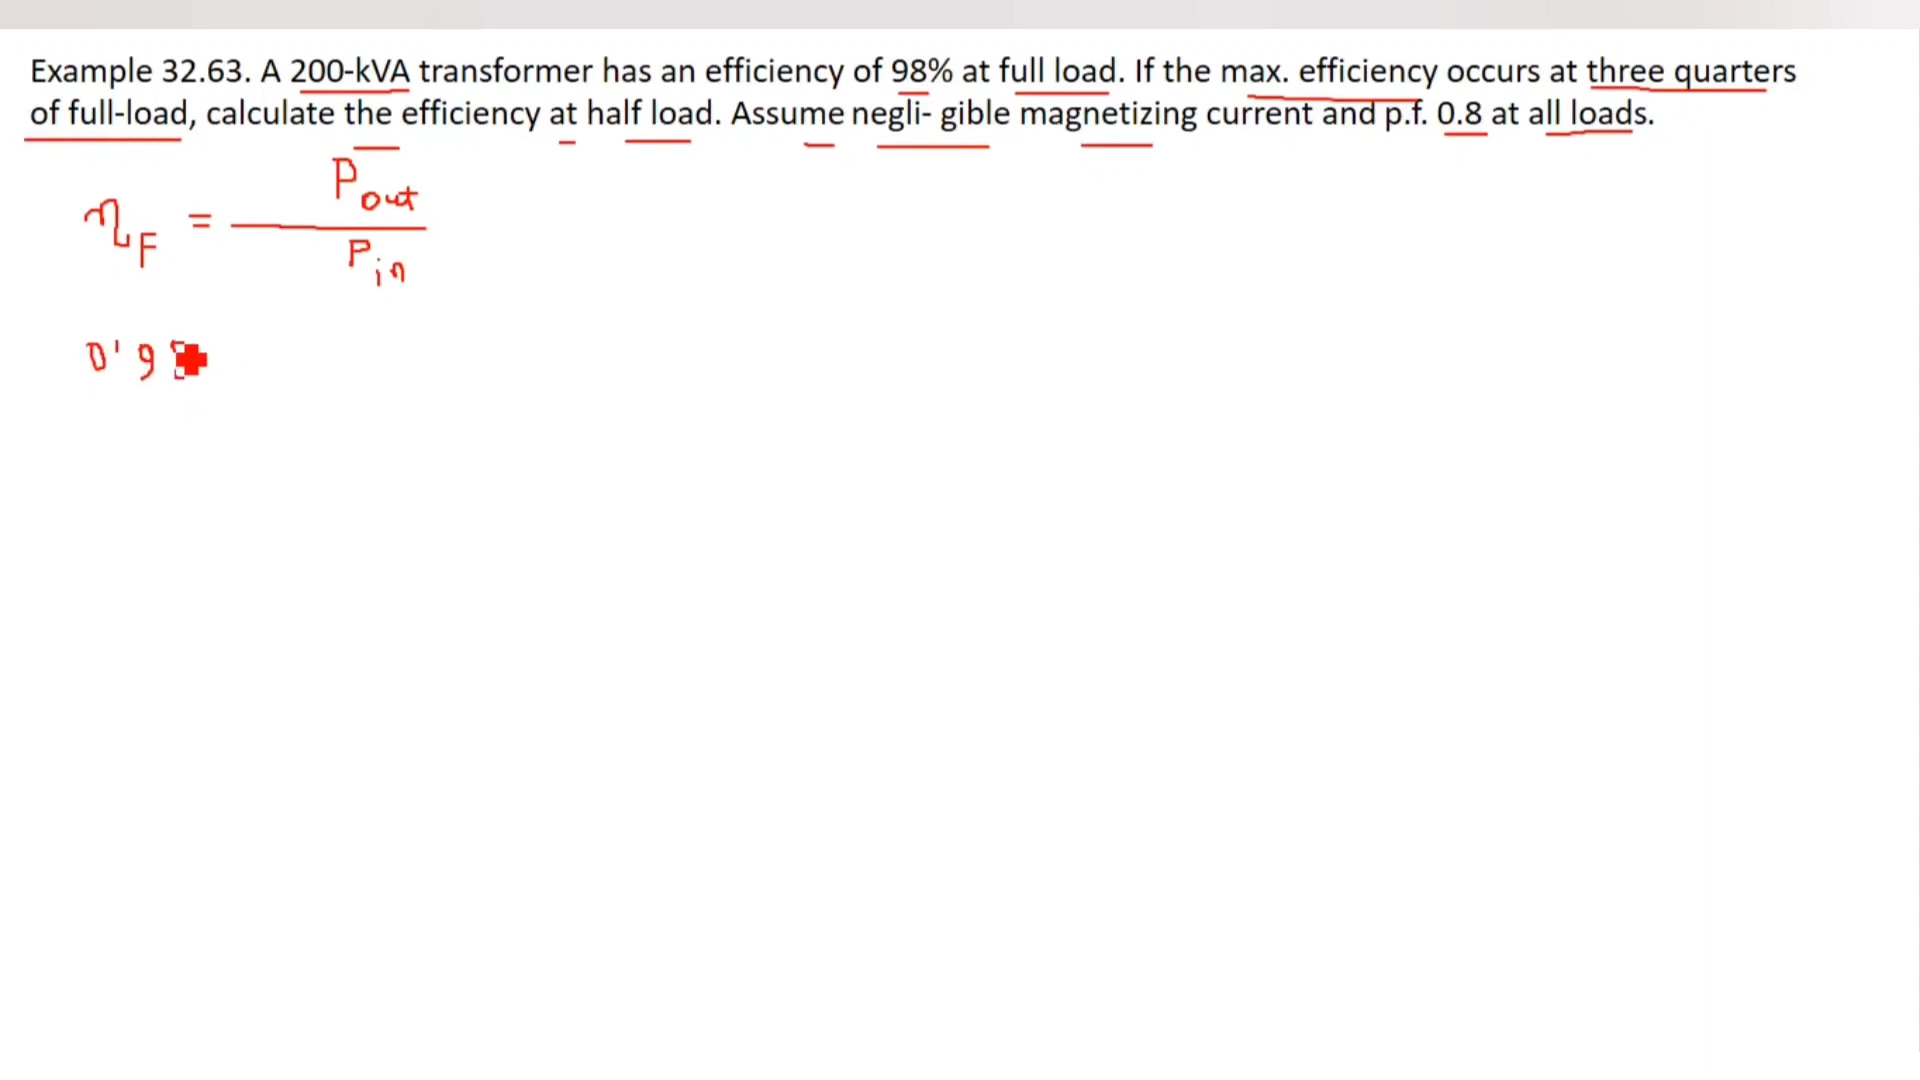 Example 32.63. A 200-kVA transformer has an efficiency of 98% at full load. If the max. efficiency occurs at three quarters
of full-load, calculate the efficiency at half load. Assume negli- gible magnetizing current and p.f. 0.8 at all loads.
η_F = P_out / P_in
0.9